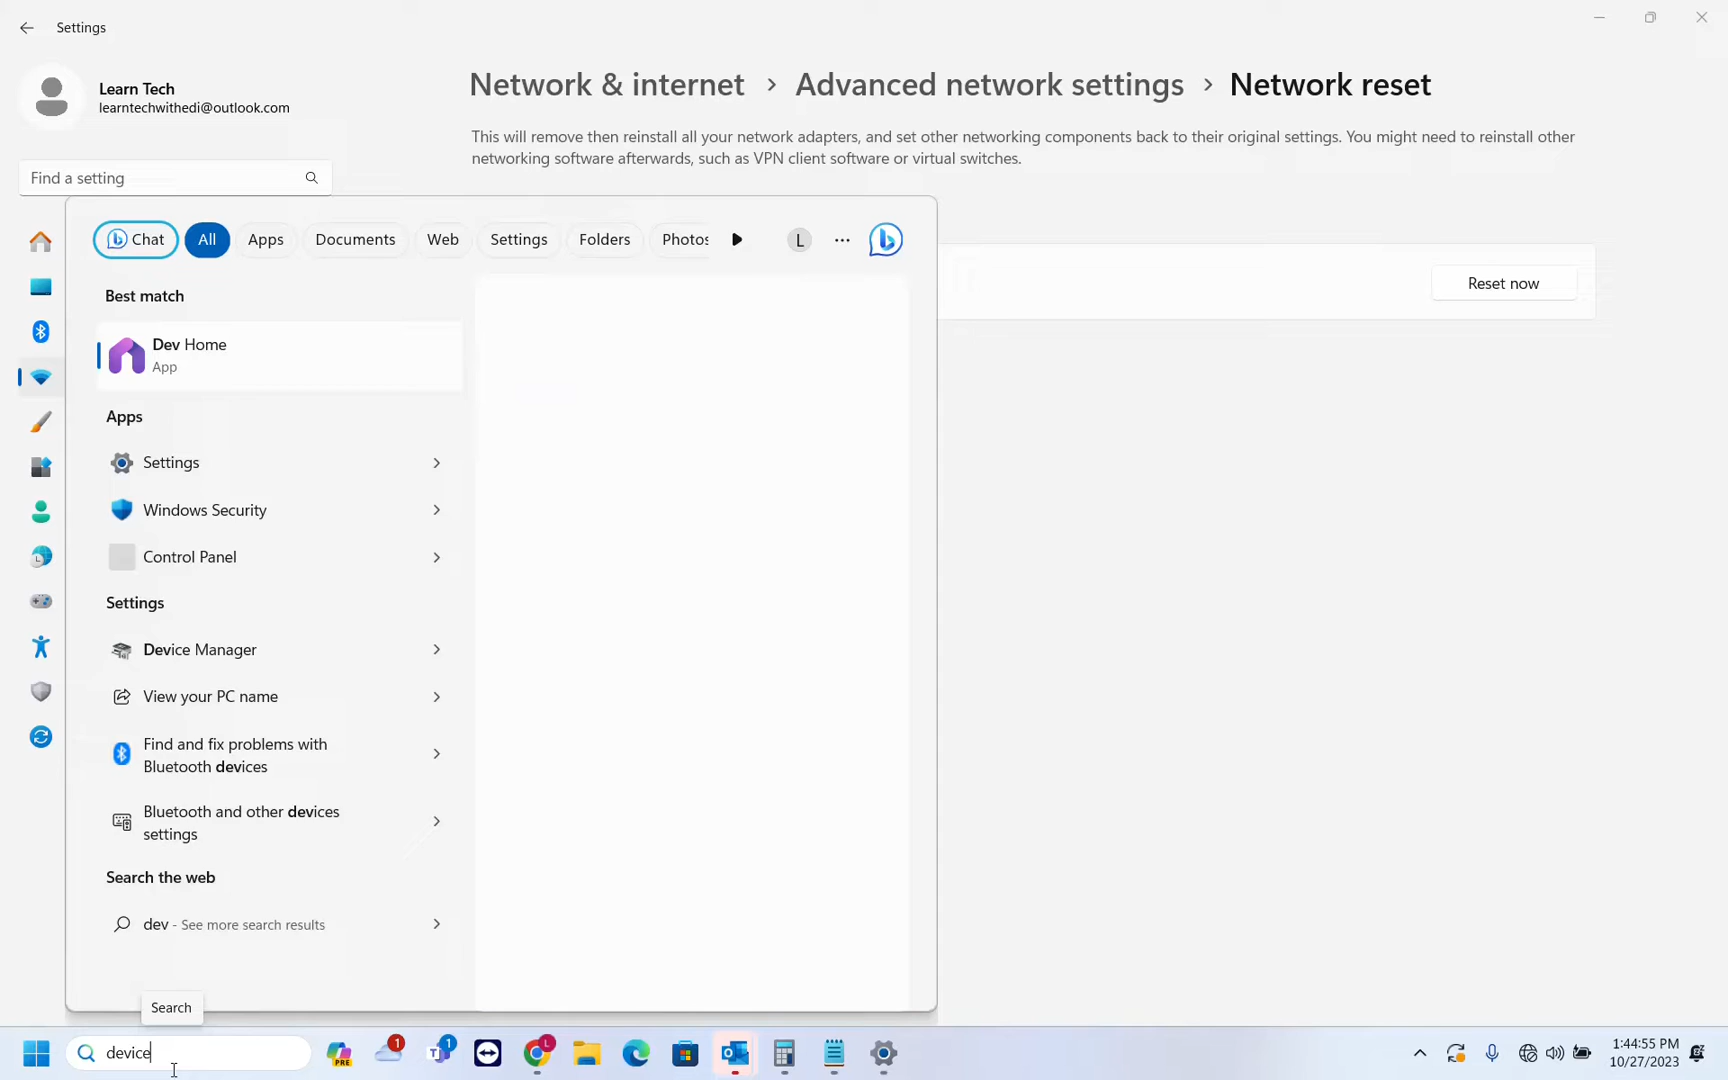 Settings
Learn Tech
learntechwithedi@outlook.com
Find a setting
Network & internet > Advanced network settings > Network reset
This will remove then reinstall all your network adapters, and set other networking components back to their original settings. You might need to reinstall other
networking software afterwards, such as VPN client software or virtual switches.
Reset now
Chat All Apps Documents Web Settings Folders Photos L ...
Best match
Dev Home
App
Apps
Settings
Windows Security
Control Panel
Settings
Device Manager
View your PC name
Find and fix problems with
Bluetooth devices
Bluetooth and other devices
settings
Search the web
dev - See more search results
Search
device
PRE
1
1
L
1:44:55 PM
10/27/2023